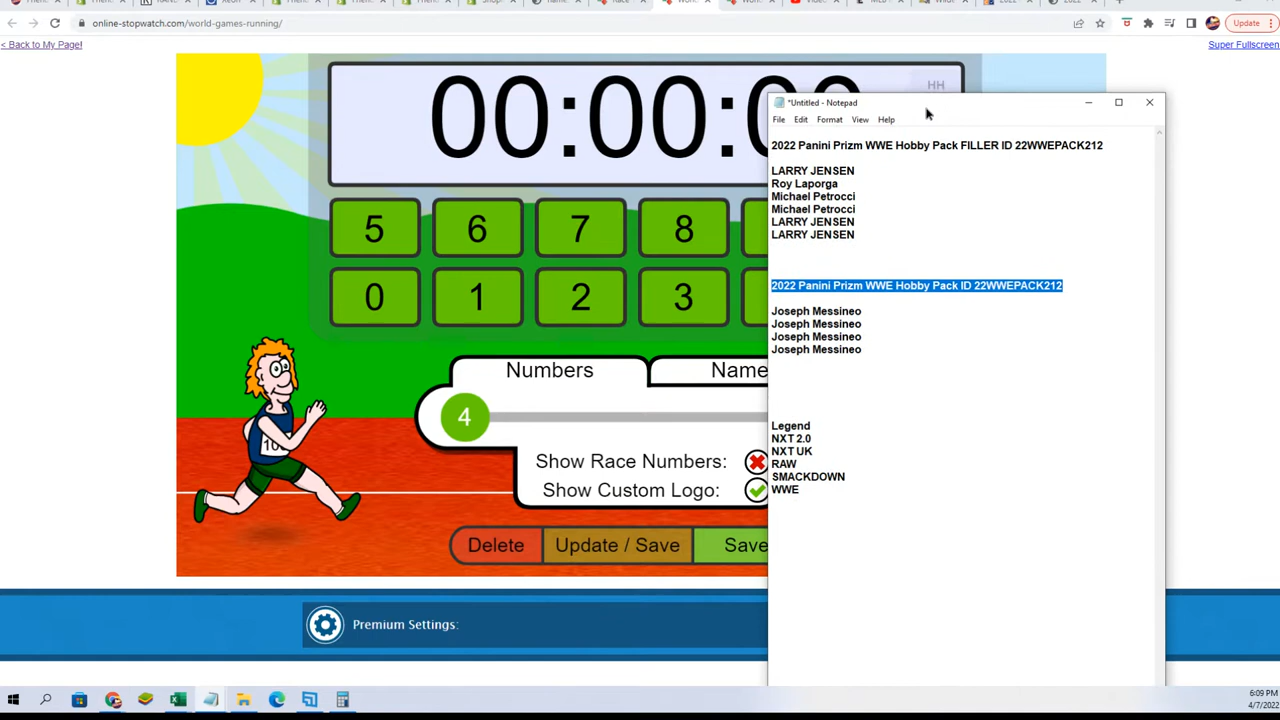 online-stopwatch.com/world-games-running/
Update
< Back to My Page!
Super Fullscreen
00:00:00
HH
5 6 7 8
0 1 2 3
Numbers
Name
4
Show Race Numbers:
Show Custom Logo:
Delete
Update / Save
Save
Premium Settings:
*Untitled - Notepad
File Edit Format View Help
2022 Panini Prizm WWE Hobby Pack FILLER ID 22WWEPACK212
LARRY JENSEN
Roy Laporga
Michael Petrocci
Michael Petrocci
LARRY JENSEN
LARRY JENSEN
2022 Panini Prizm WWE Hobby Pack ID 22WWEPACK212
Joseph Messineo
Joseph Messineo
Joseph Messineo
Joseph Messineo
Legend
NXT 2.0
NXT UK
RAW
SMACKDOWN
WWE
6:09 PM
4/7/2022